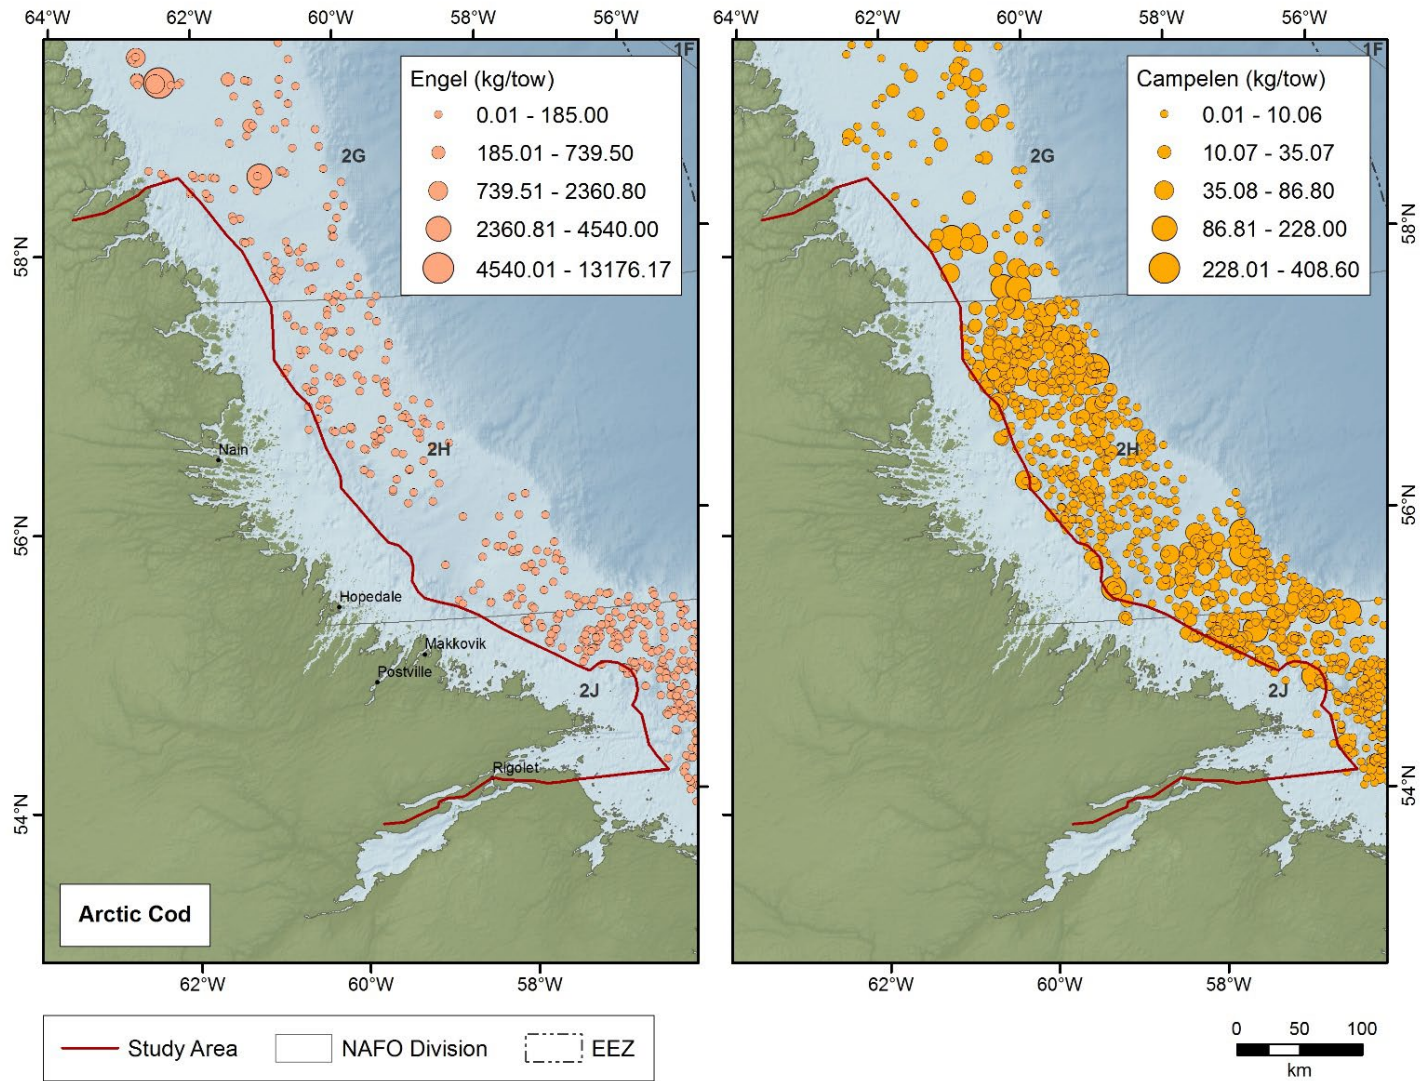 64°W 62°W 60°W 58°W 56°W
64°W 62°W 60°W 58°W 56°W
1F
Engel (kg/tow)
0.01 - 185.00
185.01 - 739.50
739.51 - 2360.80
2360.81 - 4540.00
4540.01 - 13176.17
2G
2H
2J
Nain
Hopedale
Makkovik
Postville
Rigolet
58°N
56°N
54°N
Arctic Cod
62°W 60°W 58°W
1F
Campelen (kg/tow)
0.01 - 10.06
10.07 - 35.07
35.08 - 86.80
86.81 - 228.00
228.01 - 408.60
2G
2H
2J
58°N
56°N
54°N
62°W 60°W 58°W
Study Area
NAFO Division
EEZ
0 50 100
km